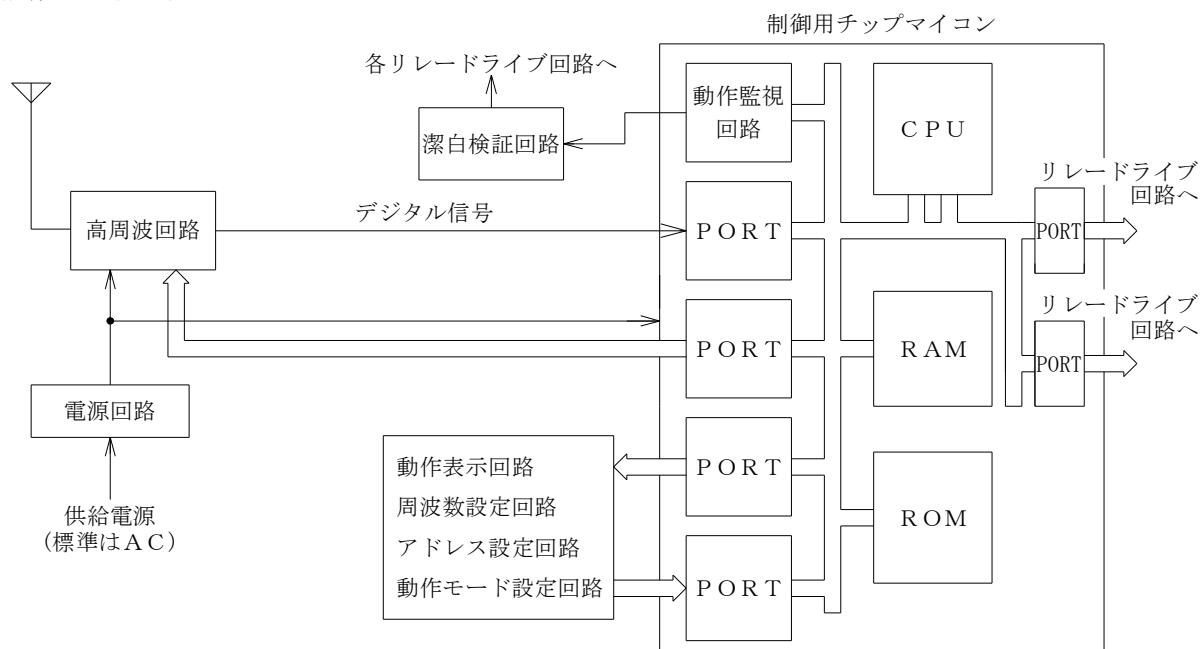 制御用チップマイコン
各リレードライブ回路へ
動作監視
回路
CPU
潔白検証回路
リレードライブ
回路へ
デジタル信号
高周波回路
PORT
PORT
リレードライブ
回路へ
PORT
RAM
PORT
電源回路
動作表示回路
周波数設定回路
アドレス設定回路
動作モード設定回路
PORT
ROM
供給電源
(標準はAC)
PORT